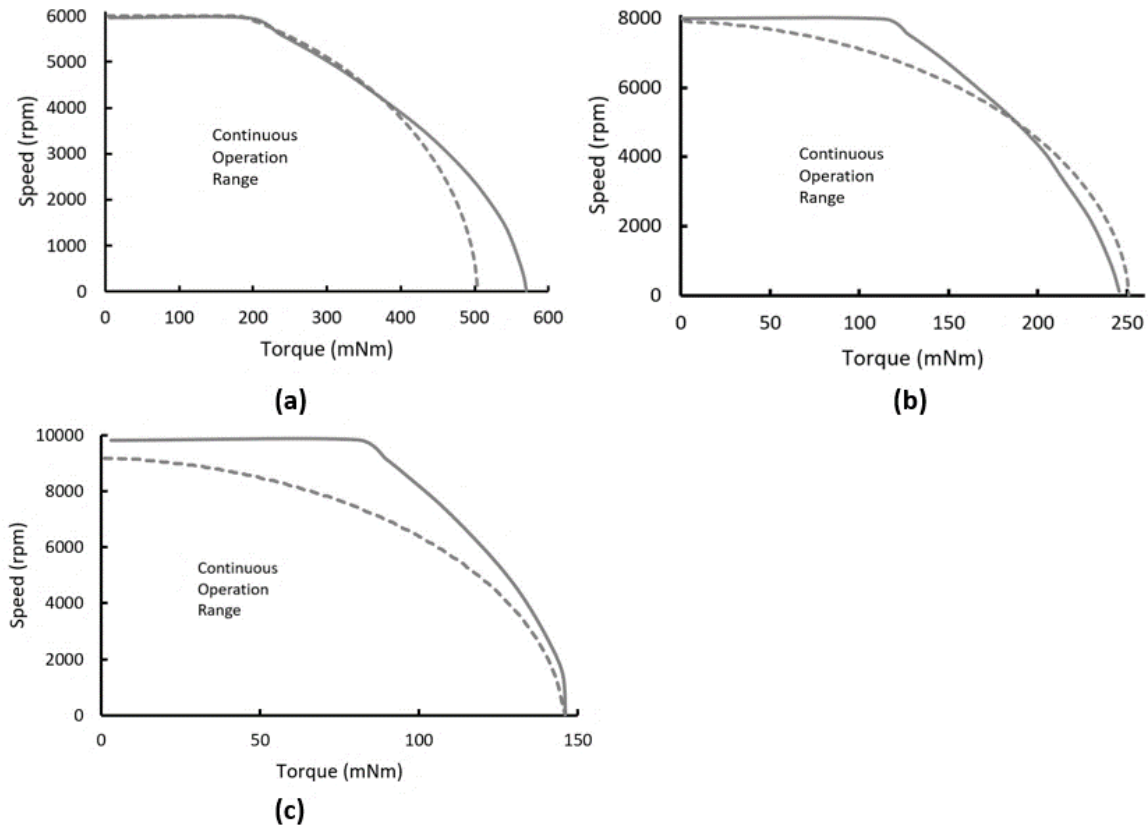 6000
5000
4000
3000
2000
1000
0
Speed (rpm)
Continuous
Operation
Range
0 100 200 300 400 500 600
Torque (mNm)
(a)
8000
6000
4000
2000
0
Speed (rpm)
Continuous
Operation
Range
0 50 100 150 200 250
Torque (mNm)
(b)
10000
8000
6000
4000
2000
0
Speed (rpm)
Continuous
Operation
Range
0 50 100 150
Torque (mNm)
(c)